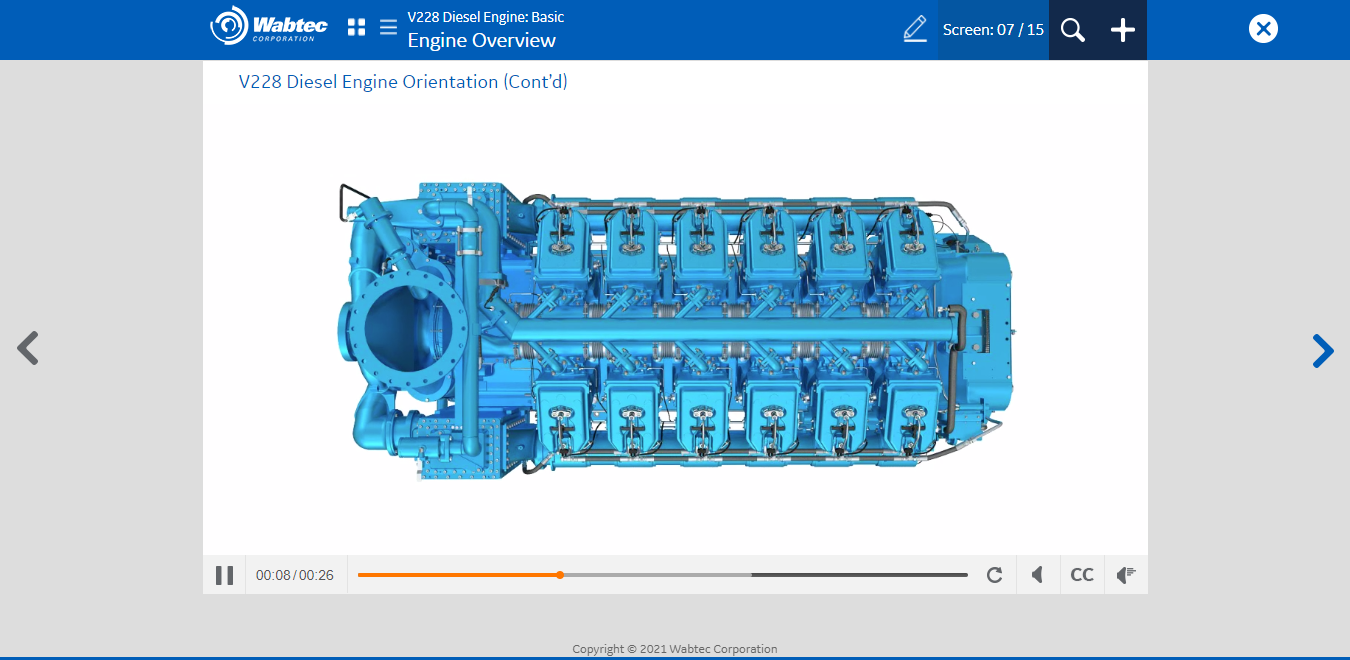 Wabtec
CORPORATION
V228 Diesel Engine: Basic
Engine Overview
Screen: 07 / 15
V228 Diesel Engine Orientation (Cont'd)
00:08/00:26
CC
Copyright © 2021 Wabtec Corporation